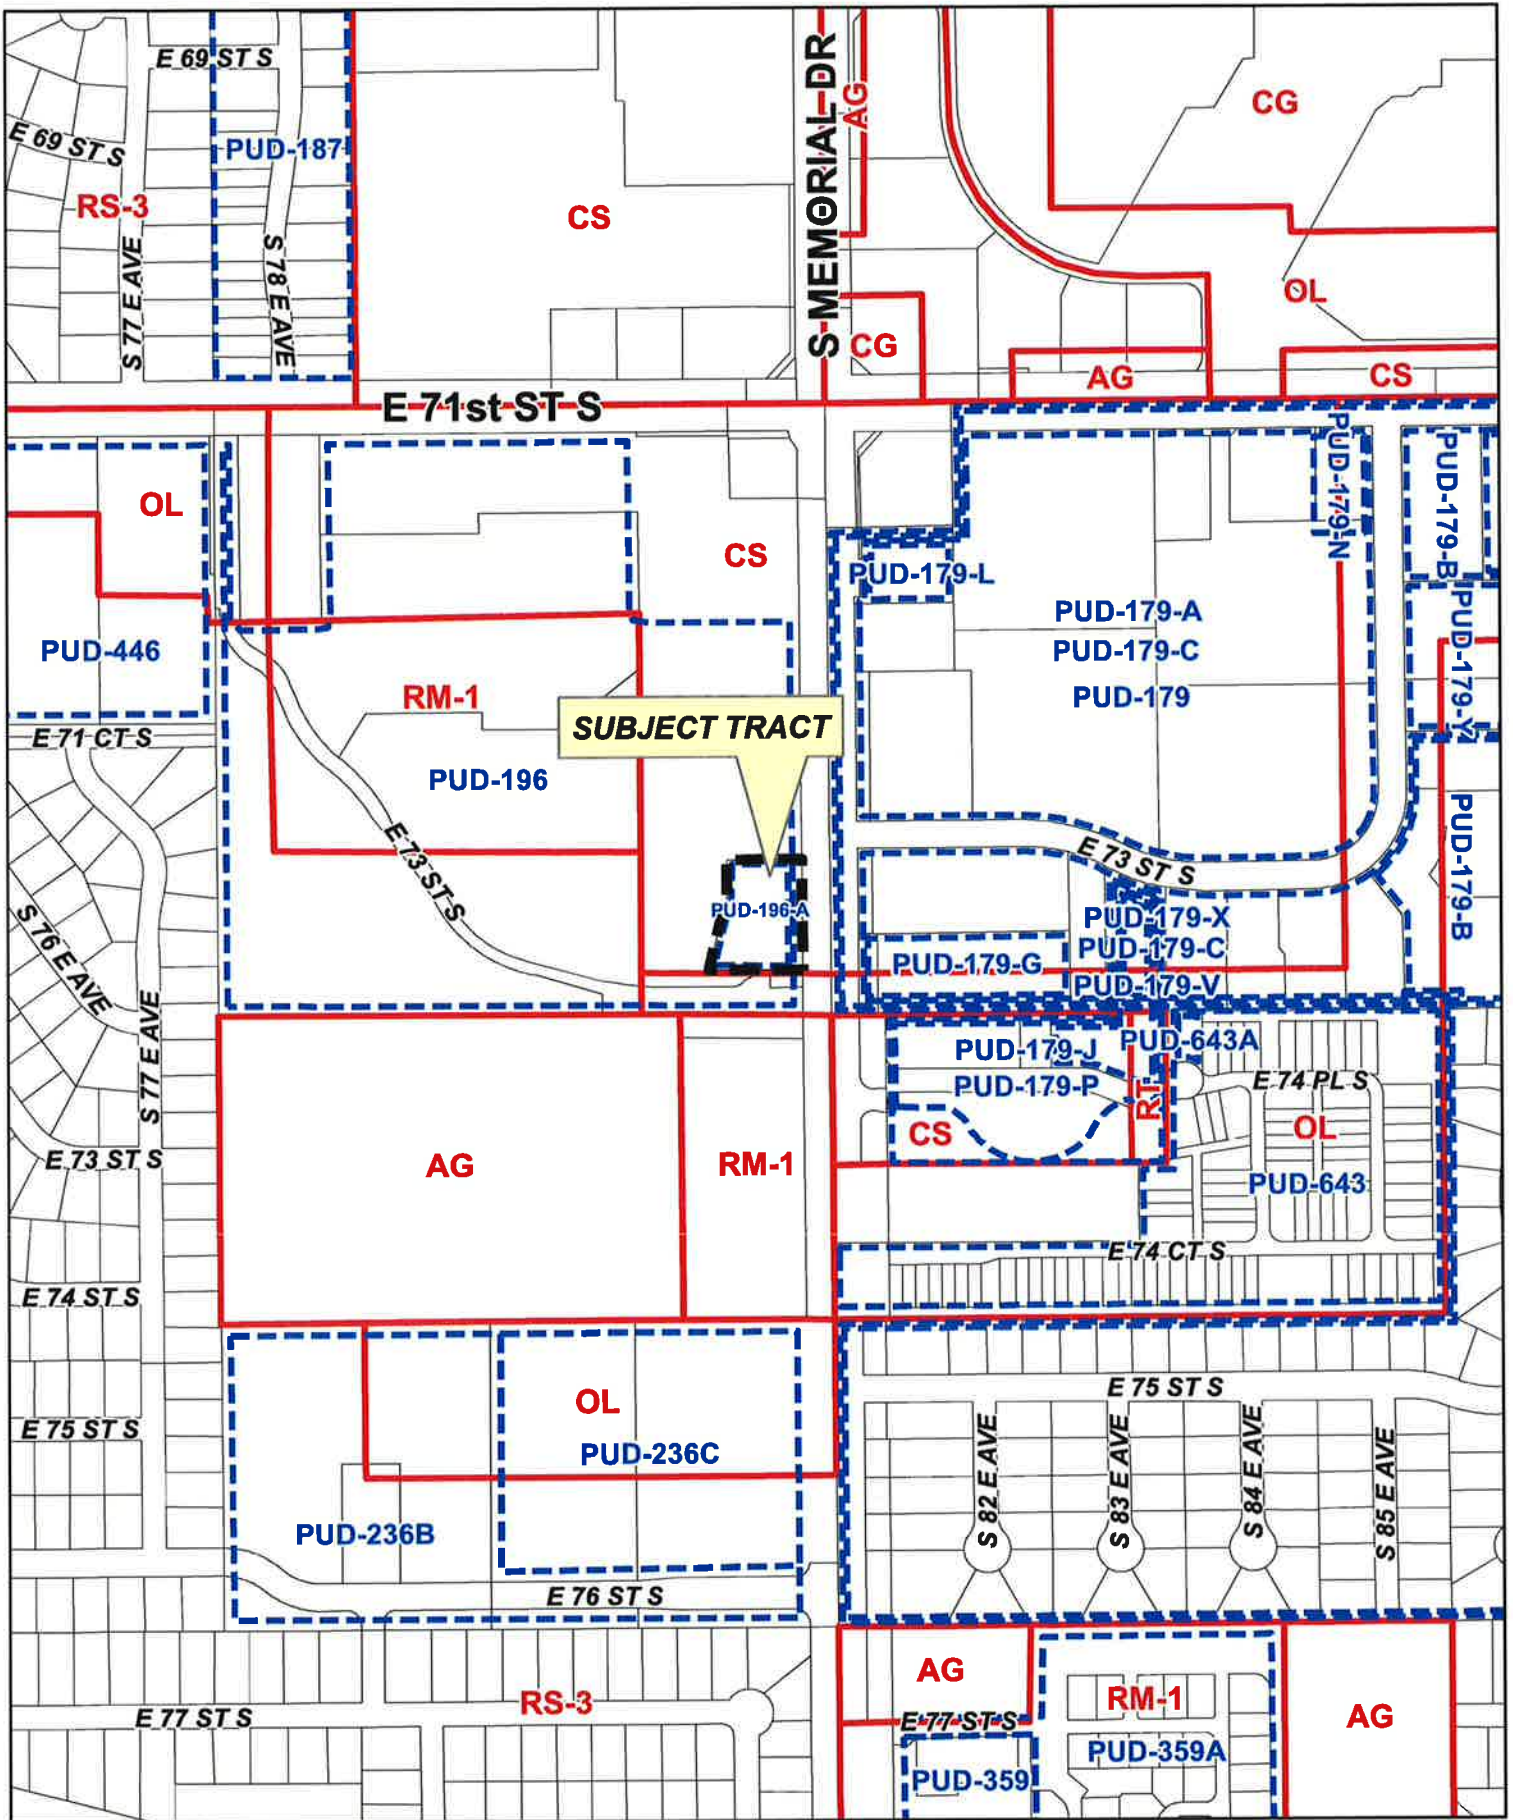 E 69 ST S
E 69 ST S
PUD-187
RS-3
S 77 E AVE
S 78 E AVE
CS
S MEMORIAL DR
AG
CG
OL
CG
AG
CS
E 71st ST S
OL
PUD-446
E 71 CT S
CS
RM-1
PUD-196
SUBJECT TRACT
E 73 ST S
PUD-196-A
PUD-179-L
PUD-179-A
PUD-179-C
PUD-179
PUD-179-N
PUD-179-B
PUD-179-Y
PUD-179-B
E 73 ST S
PUD-179-X
PUD-179-C
PUD-179-V
PUD-179-G
S 76 E AVE
S 77 E AVE
E 73 ST S
AG
RM-1
PUD-179-J
PUD-179-P
CS
RT
PUD-643A
E 74 PL S
OL
PUD-643
E 74 CT S
E 74 ST S
E 75 ST S
OL
PUD-236C
PUD-236B
E 76 ST S
E 75 ST S
S 82 E AVE
S 83 E AVE
S 84 E AVE
S 85 E AVE
RS-3
E 77 ST S
AG
E 77 ST S
PUD-359
RM-1
PUD-359A
AG